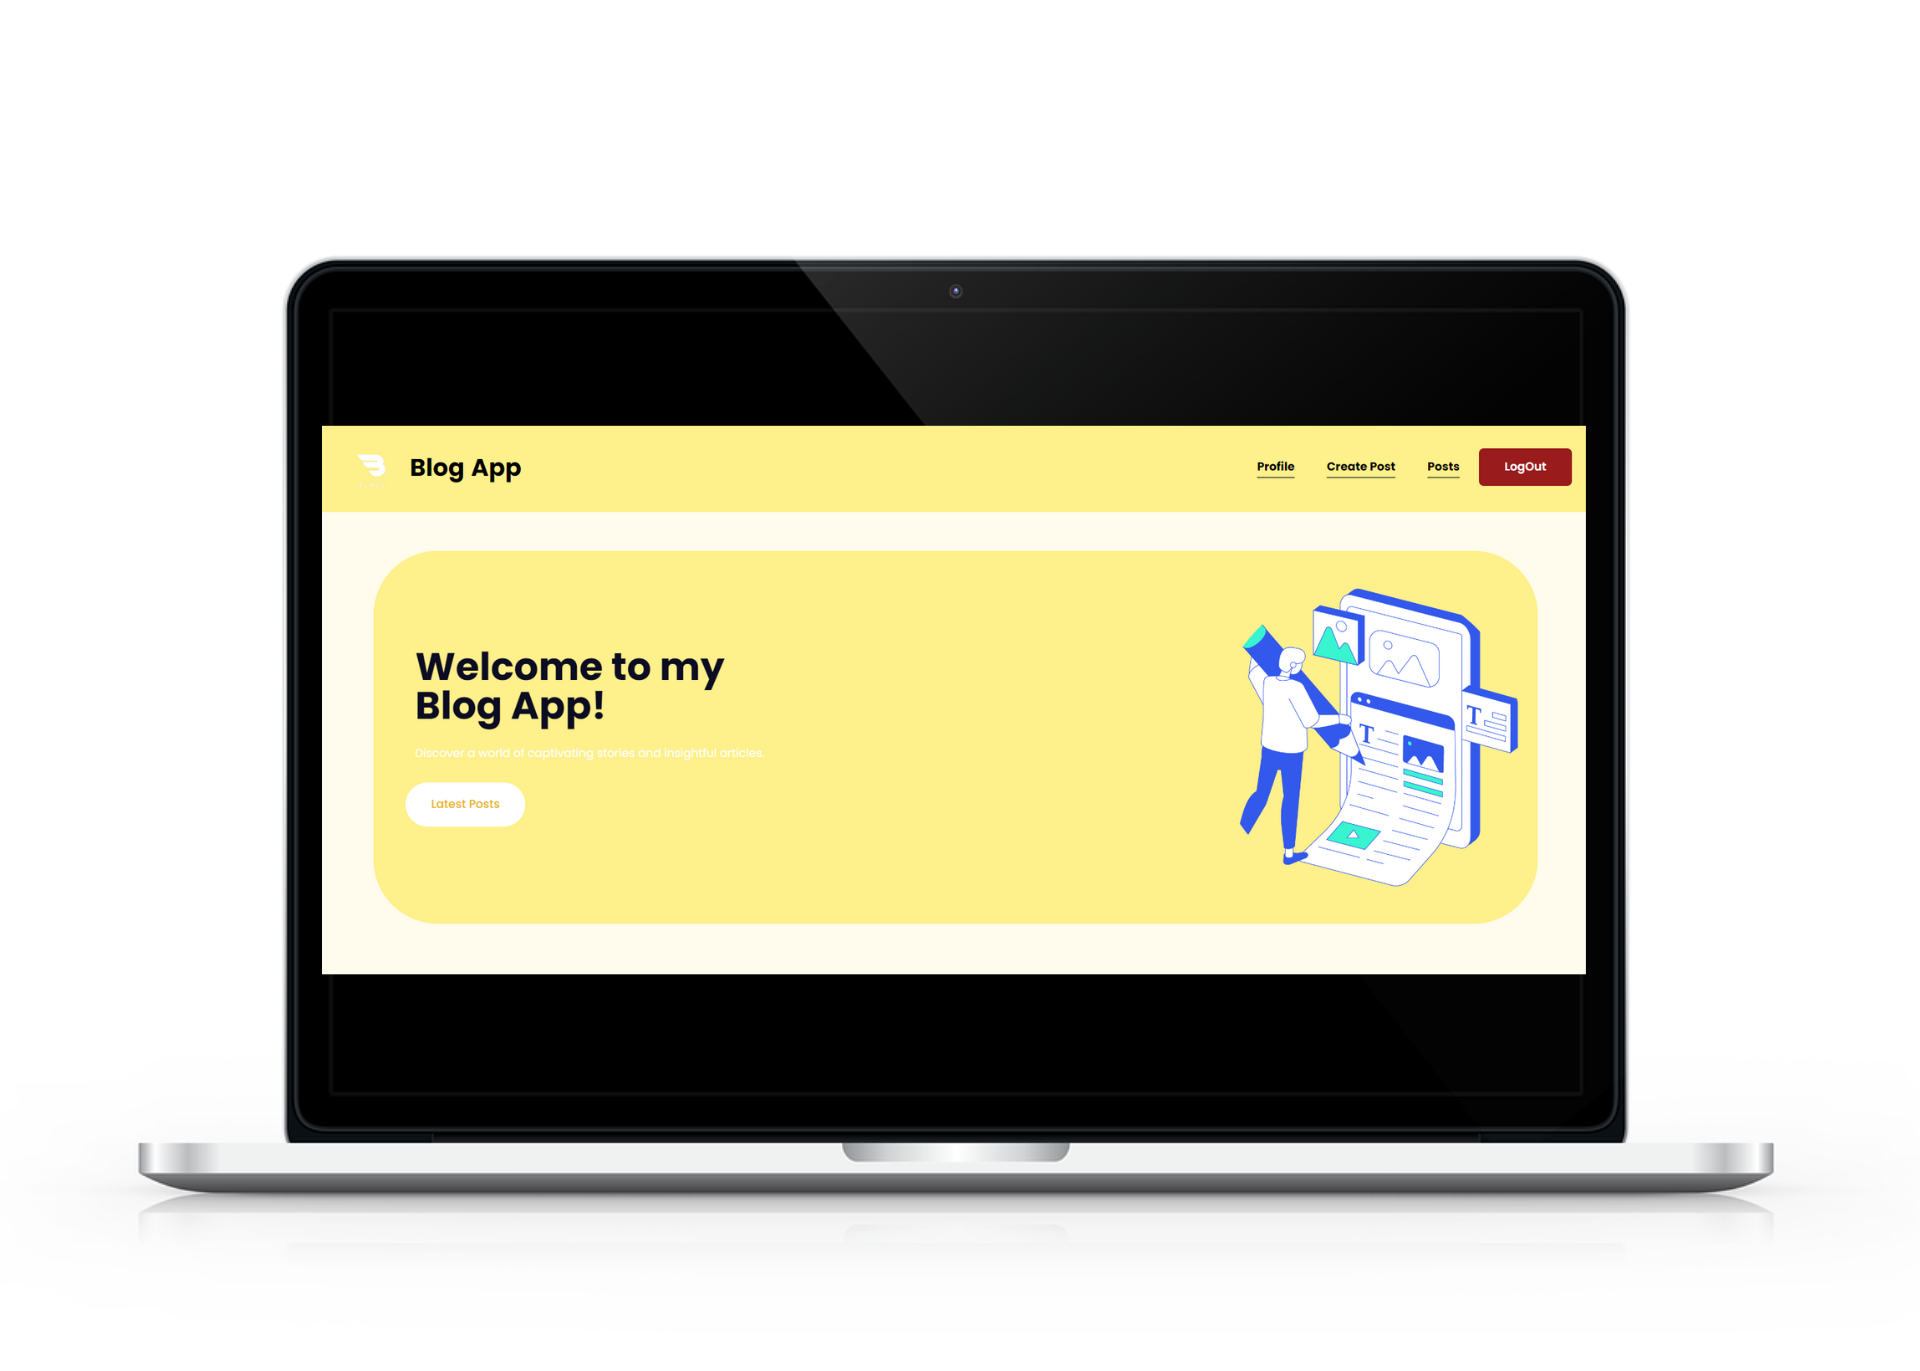 Blog App
Profile
Create Post
Posts
LogOut
Welcome to my
Blog App!
Discover a world of captivating stories and insightful articles.
Latest Posts
T
T